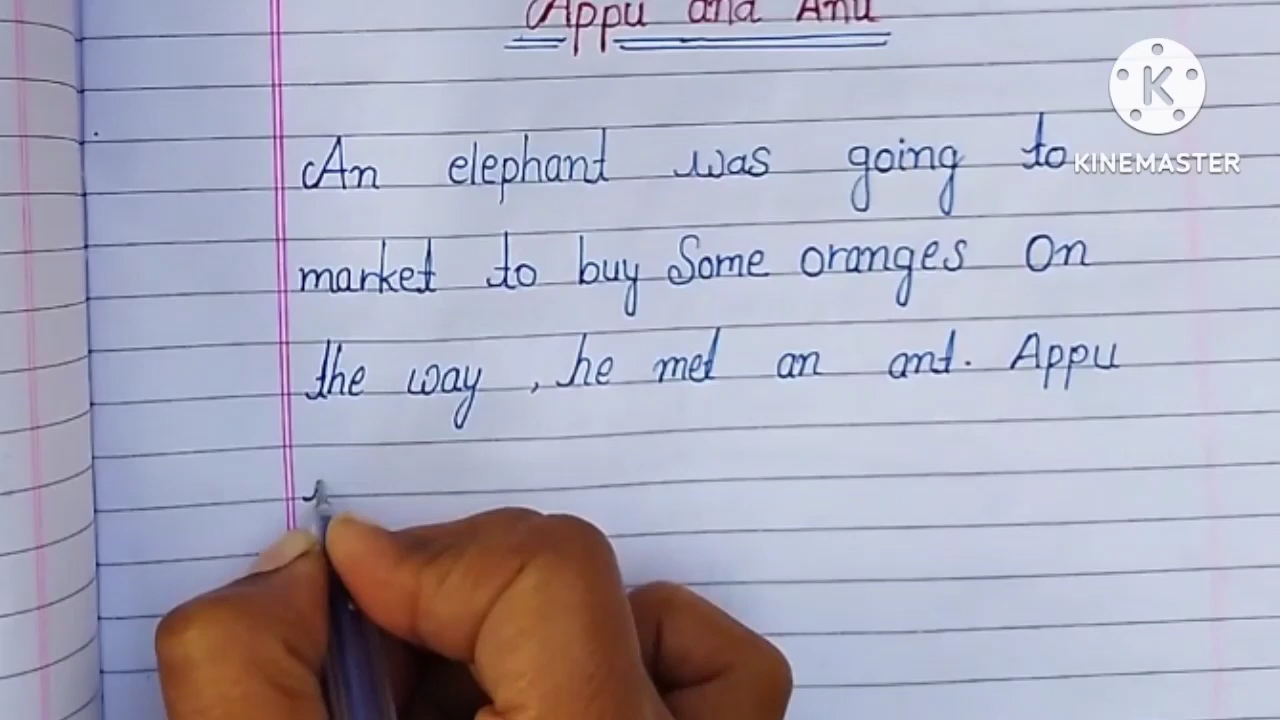 Appu and Anu
An elephant was going to
market to buy Some oranges On
the way , he met an ant. Appu
KINEMASTER